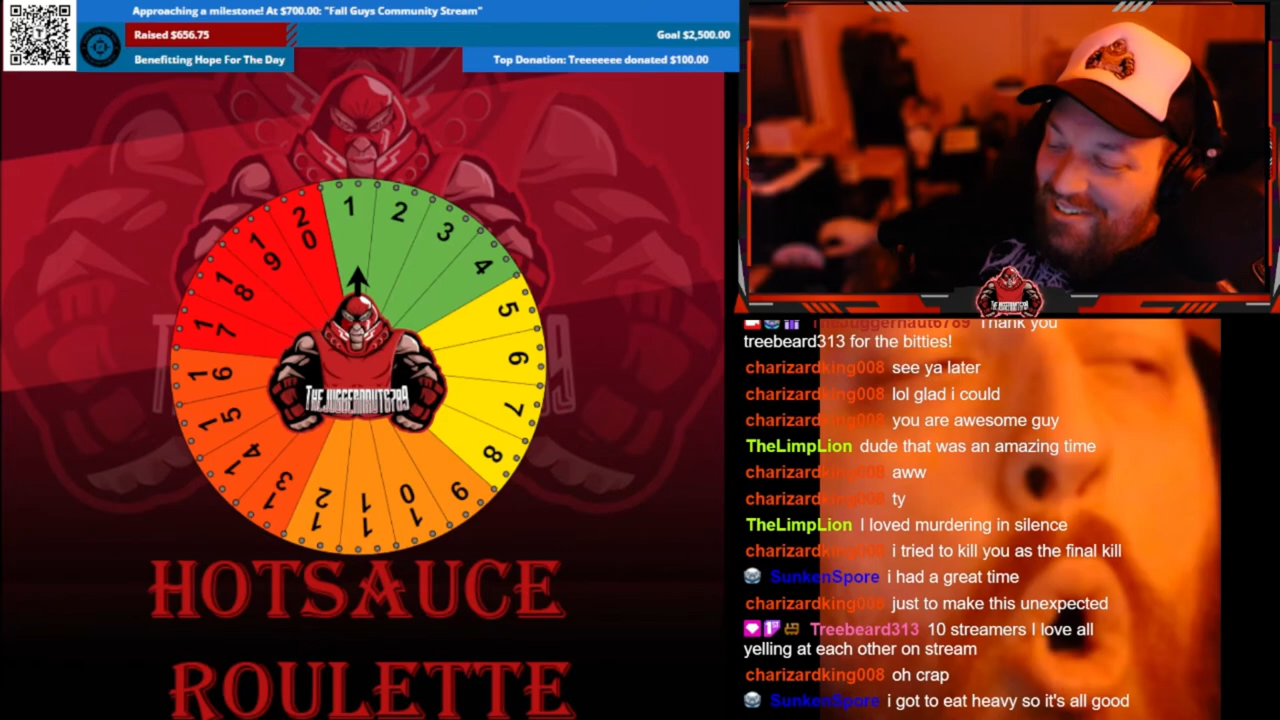 Approaching a milestone! At $700.00: "Fall Guys Community Stream"
Raised $656.75
Goal $2,500.00
Benefitting Hope For The Day
Top Donation: Treeeeeee donated $100.00
1
2
3
4
5
6
7
8
9
10
11
12
13
14
15
16
17
18
19
20
THEJUGGERNAUT6789
HOTSAUCE
ROULETTE
TheJuggernaut6789 Thank you
treebeard313 for the bitties!
charizardking008 see ya later
charizardking008 lol glad i could
charizardking008 you are awesome guy
TheLimpLion dude that was an amazing time
charizardking008 aww
charizardking008 ty
TheLimpLion I loved murdering in silence
charizardking008 i tried to kill you as the final kill
SunkenSpore i had a great time
charizardking008 just to make this unexpected
Treebeard313 10 streamers I love all
yelling at each other on stream
charizardking008 oh crap
SunkenSpore i got to eat heavy so it's all good